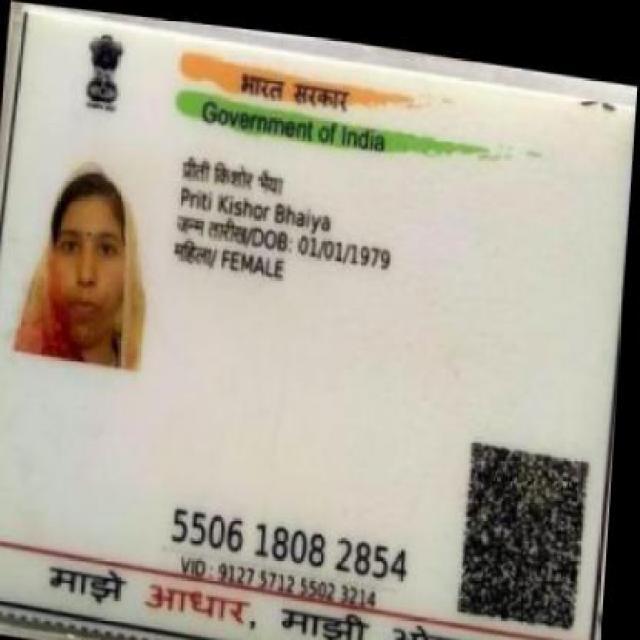 भारत सरकार
Government of India
प्रीती किशोर भैया
Priti Kishor Bhaiya
जन्म तारीख/DOB: 01/01/1979
महिला/ FEMALE
5506 1808 2854
VID : 9127 5712 5502 3214
माझे आधार, माझी